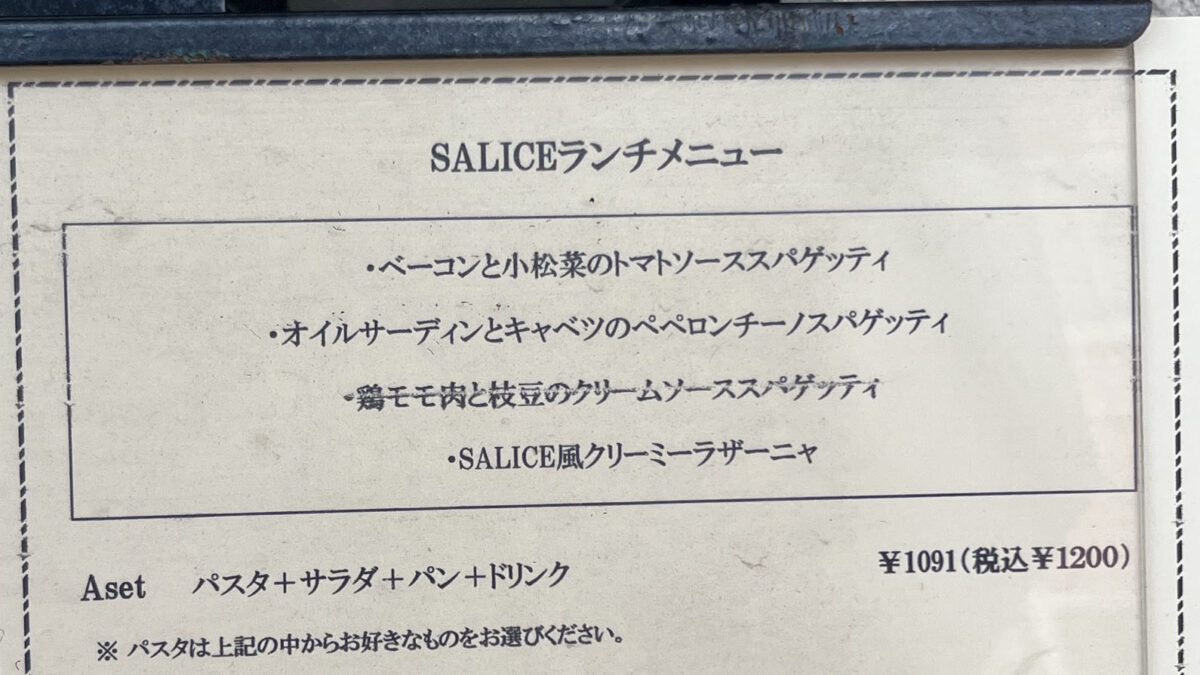 SALICEランチメニュー
・ベーコンと小松菜のトマトソーススパゲッティ
・オイルサーディンとキャベツのペペロンチーノスパゲッティ
・鶏モモ肉と枝豆のクリームソーススパゲッティ
・SALICE風クリーミーラザーニャ
Aset パスタ+サラダ+パン+ドリンク ¥1091(税込¥1200)
※ パスタは上記の中からお好きなものをお選びください。